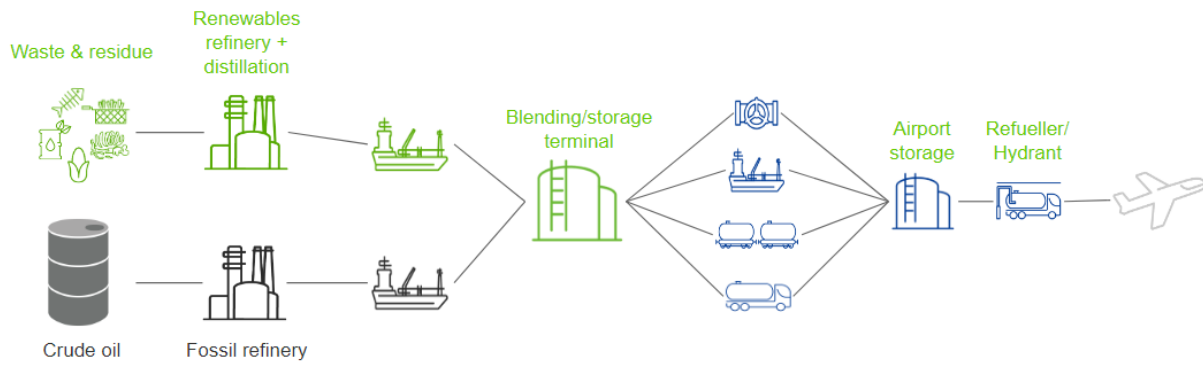 Waste & residue
Renewables
refinery +
distillation
Blending/storage
terminal
Airport
storage
Refueller/
Hydrant
Crude oil
Fossil refinery